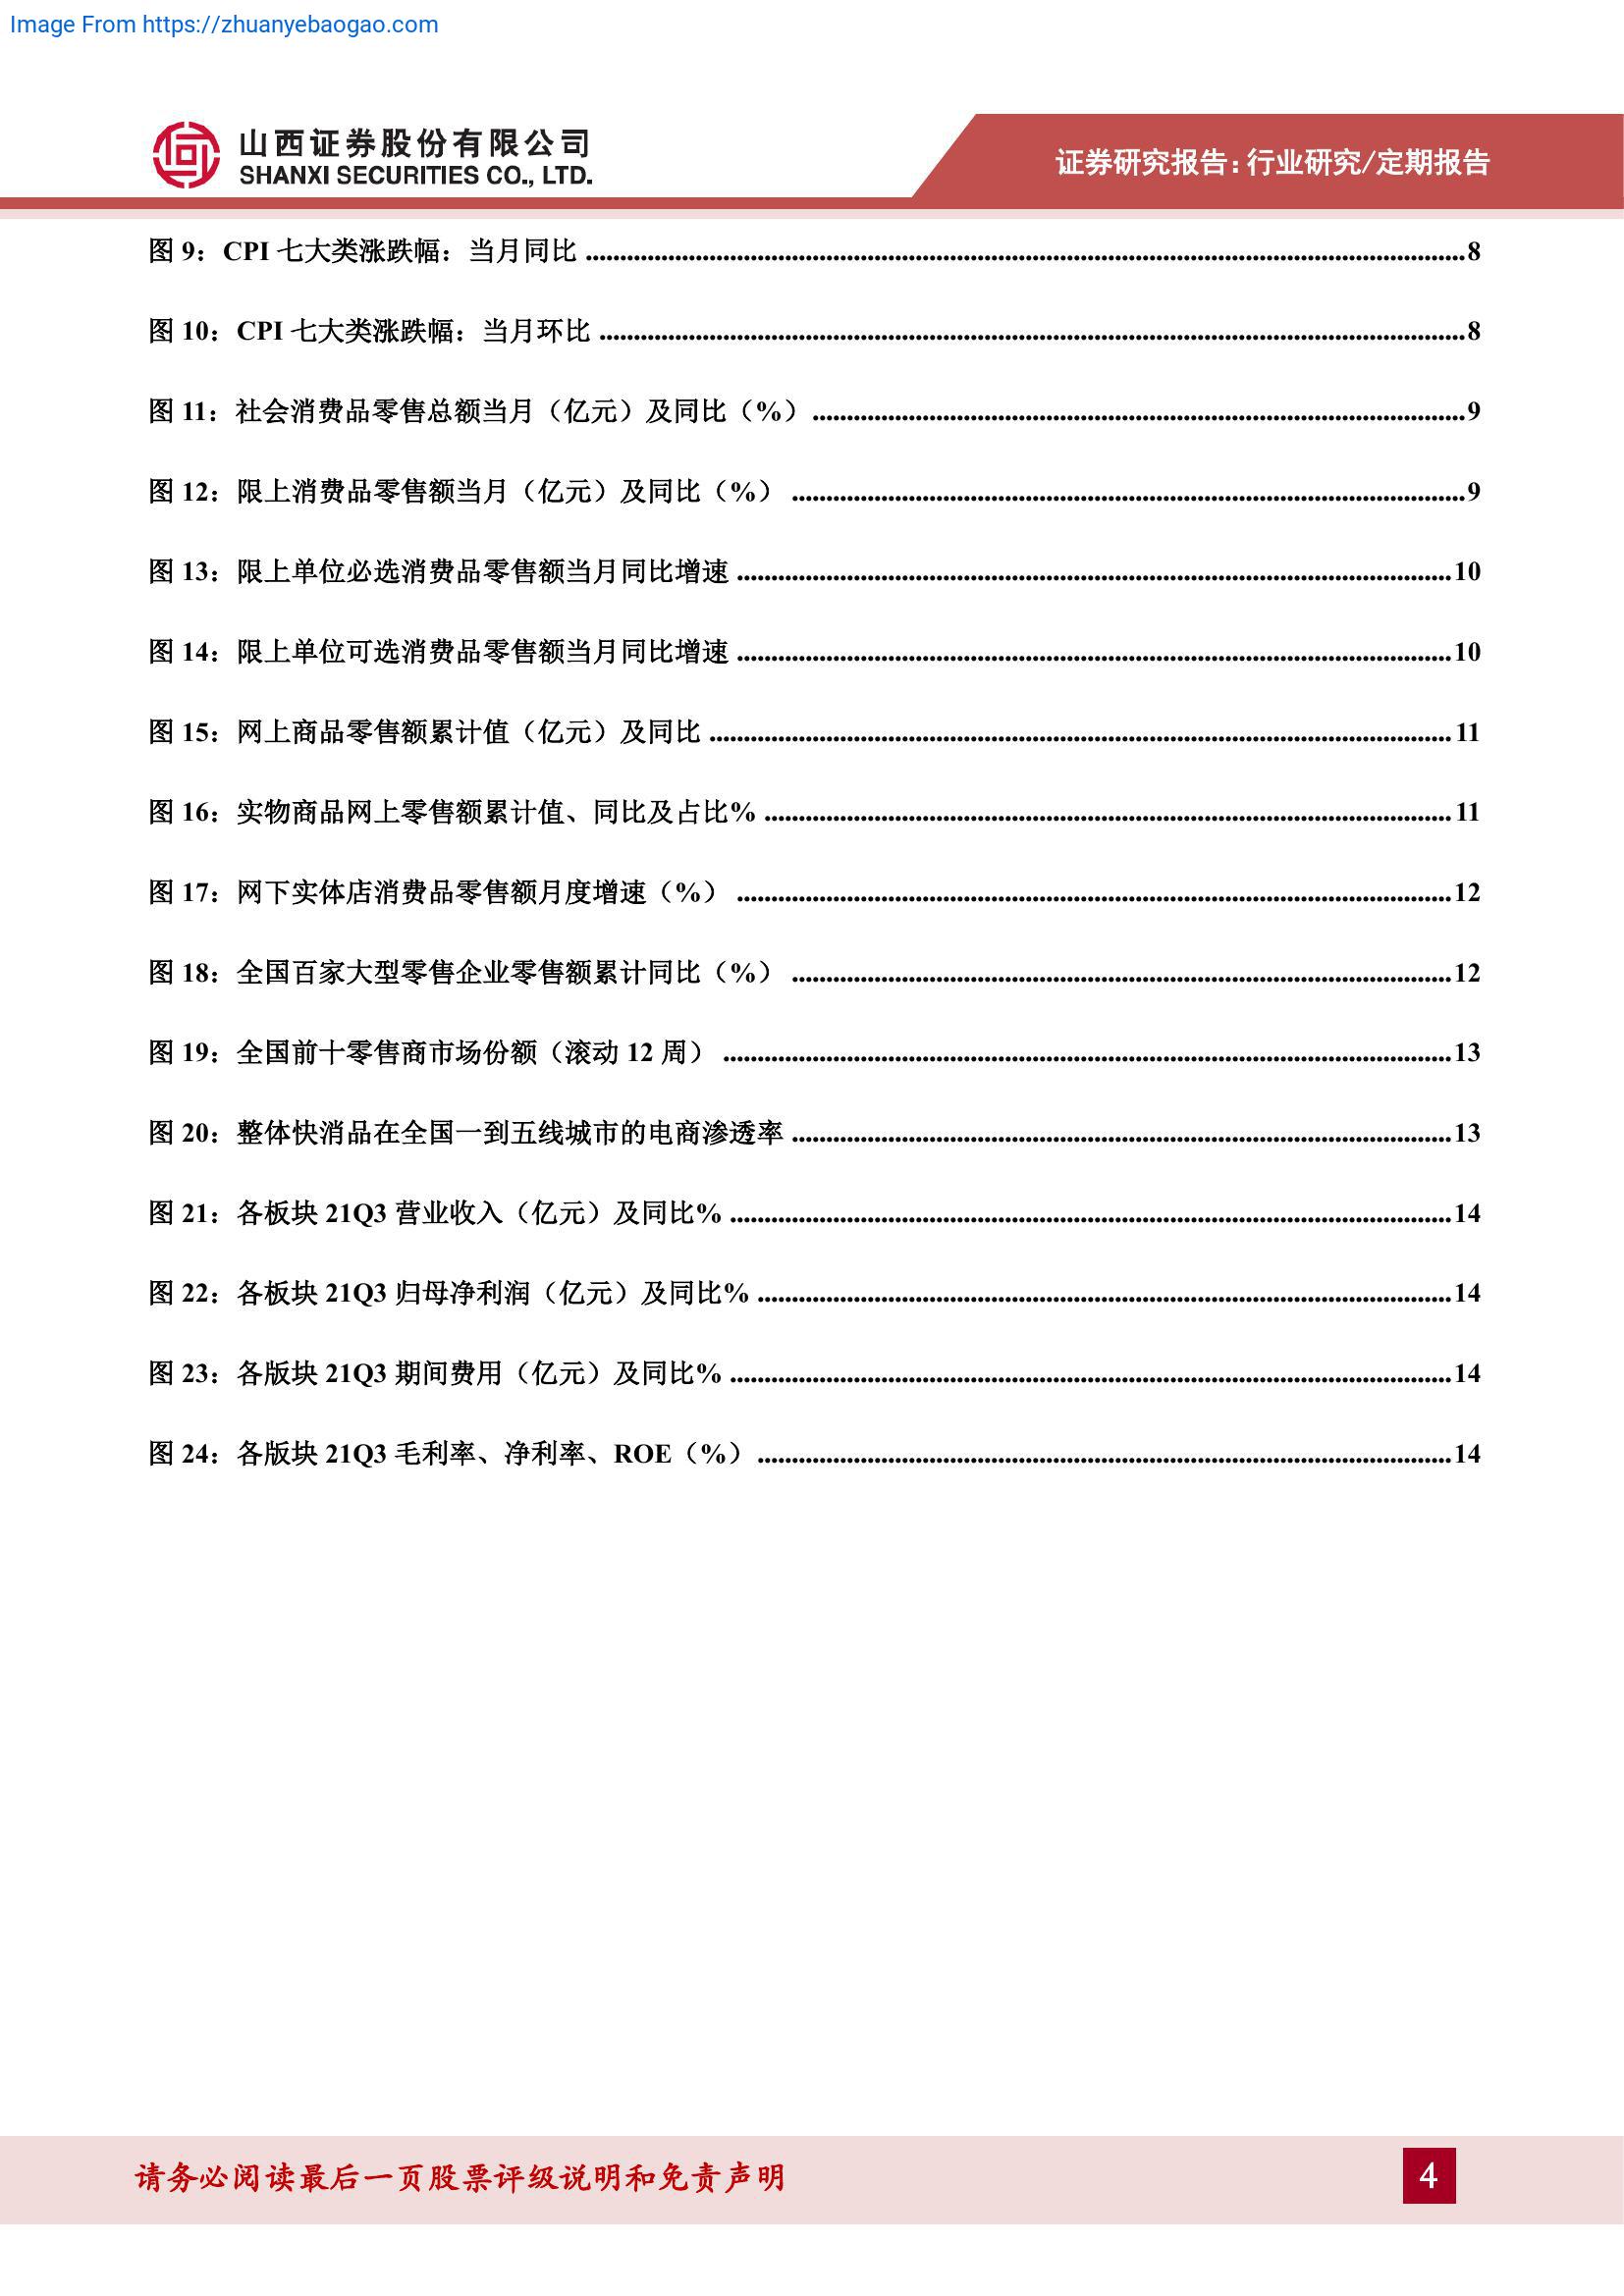 Image From https://zhuanyebaogao.com
山西证券股份有限公司
SHANXI SECURITIES CO., LTD.
证券研究报告：行业研究/定期报告
图 9：CPI 七大类涨跌幅：当月同比 ........ 8
图 10：CPI 七大类涨跌幅：当月环比 ........ 8
图 11：社会消费品零售总额当月（亿元）及同比（%） ........ 9
图 12：限上消费品零售额当月（亿元）及同比（%） ........ 9
图 13：限上单位必选消费品零售额当月同比增速 ........ 10
图 14：限上单位可选消费品零售额当月同比增速 ........ 10
图 15：网上商品零售额累计值（亿元）及同比 ........ 11
图 16：实物商品网上零售额累计值、同比及占比% ........ 11
图 17：网下实体店消费品零售额月度增速（%） ........ 12
图 18：全国百家大型零售企业零售额累计同比（%） ........ 12
图 19：全国前十零售商市场份额（滚动 12 周） ........ 13
图 20：整体快消品在全国一到五线城市的电商渗透率 ........ 13
图 21：各板块 21Q3 营业收入（亿元）及同比% ........ 14
图 22：各板块 21Q3 归母净利润（亿元）及同比% ........ 14
图 23：各版块 21Q3 期间费用（亿元）及同比% ........ 14
图 24：各版块 21Q3 毛利率、净利率、ROE（%） ........ 14
请务必阅读最后一页股票评级说明和免责声明
4